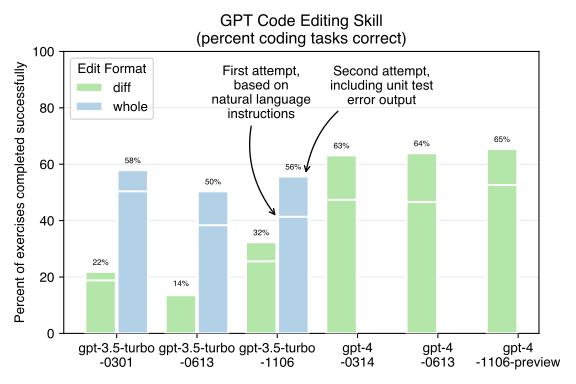 GPT Code Editing Skill
(percent coding tasks correct)
Percent of exercises completed successfully
100
80
60
40
20
0
Edit Format
diff
whole
First attempt,
based on
natural language
instructions
Second attempt,
including unit test
error output
22%
58%
14%
50%
32%
56%
63%
64%
65%
gpt-3.5-turbo
-0301
gpt-3.5-turbo
-0613
gpt-3.5-turbo
-1106
gpt-4
-0314
gpt-4
-0613
gpt-4
-1106-preview